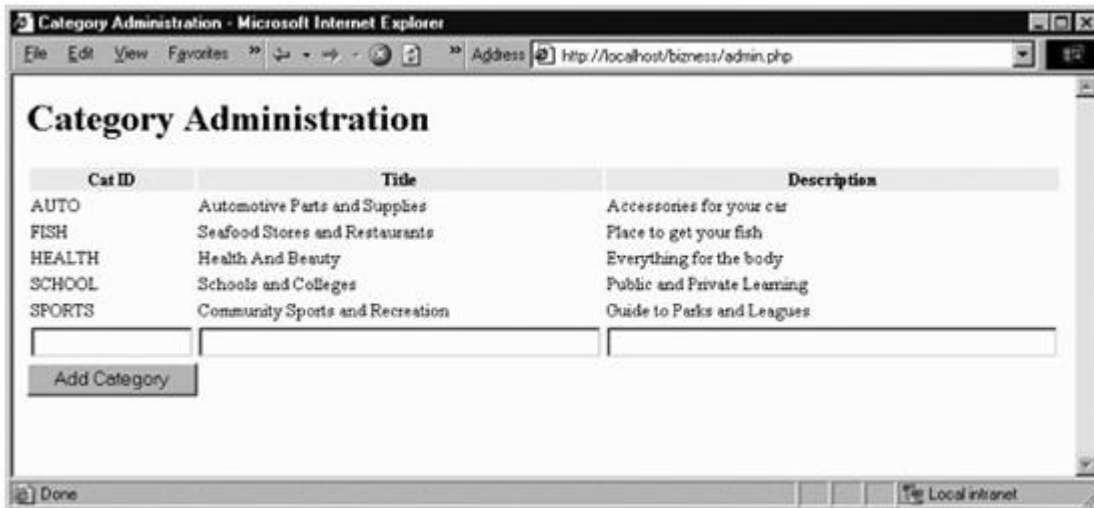 Category Administration - Microsoft Internet Explorer
File Edit View Favorites » » Address http://localhost/bizness/admin.php
Category Administration
Cat ID Title Description
AUTO Automotive Parts and Supplies Accessories for your car
FISH Seafood Stores and Restaurants Place to get your fish
HEALTH Health And Beauty Everything for the body
SCHOOL Schools and Colleges Public and Private Learning
SPORTS Community Sports and Recreation Guide to Parks and Leagues
Add Category
Done Local intranet